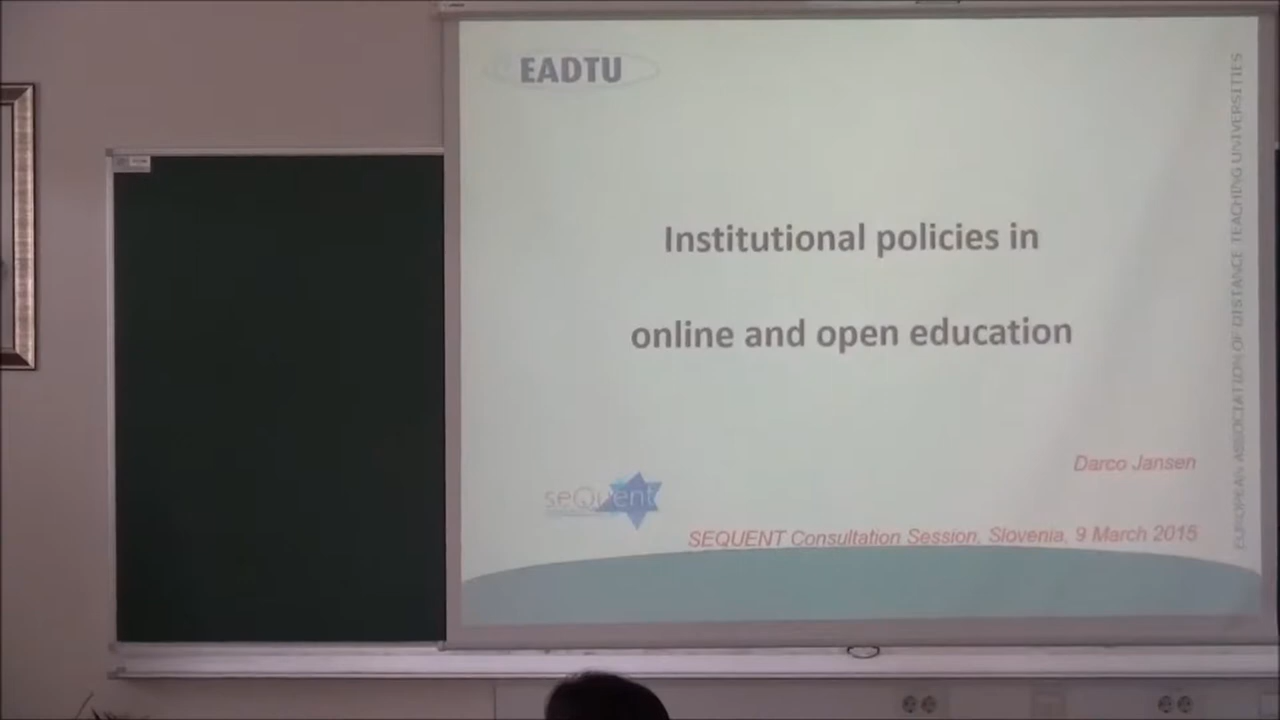 EADTU
Institutional policies in
online and open education
Darco Jansen
seQuent
SEQUENT Consultation Session, Slovenia, 9 March 2015
EUROPEAN ASSOCIATION OF DISTANCE TEACHING UNIVERSITIES